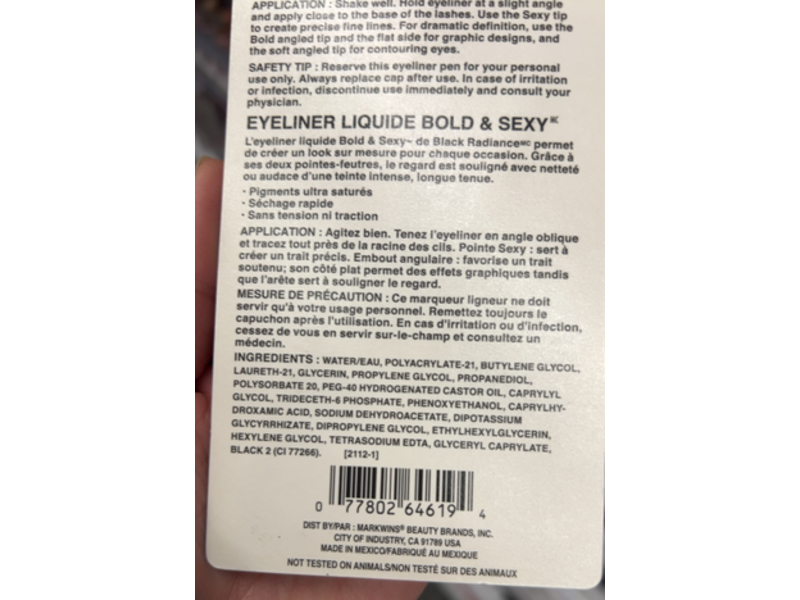 APPLICATION : Shake well. Hold eyeliner at a slight angle
and apply close to the base of the lashes. Use the Sexy tip
to create precise fine lines. For dramatic definition, use the
Bold angled tip and the flat side for graphic designs, and
the soft angled tip for contouring eyes.
SAFETY TIP : Reserve this eyeliner pen for your personal
use only. Always replace cap after use. In case of irritation
or infection, discontinue use immediately and consult your
physician.
EYELINER LIQUIDE BOLD & SEXY MC
L'eyeliner liquide Bold & Sexy~ de Black Radiance MC permet
de créer un look sur mesure pour chaque occasion. Grâce à
ses deux pointes-feutres, le regard est souligné avec netteté
ou audace d'une teinte intense, longue tenue.
· Pigments ultra saturés
· Séchage rapide
· Sans tension ni traction
APPLICATION : Agitez bien. Tenez l'eyeliner en angle oblique
et tracez tout près de la racine des cils. Pointe Sexy : sert à
créer un trait précis. Embout angulaire : favorise un trait
soutenu; son côté plat permet des effets graphiques tandis
que l'arête sert à souligner le regard.
MESURE DE PRÉCAUTION : Ce marqueur ligneur ne doit
servir qu'à votre usage personnel. Remettez toujours le
capuchon après l'utilisation. En cas d'irritation ou d'infection,
cessez de vous en servir sur-le-champ et consultez un
médecin.
INGREDIENTS : WATER/EAU, POLYACRYLATE-21, BUTYLENE GLYCOL,
LAURETH-21, GLYCERIN, PROPYLENE GLYCOL, PROPANEDIOL,
POLYSORBATE 20, PEG-40 HYDROGENATED CASTOR OIL, CAPRYLYL
GLYCOL, TRIDECETH-6 PHOSPHATE, PHENOXYETHANOL, CAPRYLHY-
DROXAMIC ACID, SODIUM DEHYDROACETATE, DIPOTASSIUM
GLYCYRRHIZATE, DIPROPYLENE GLYCOL, ETHYLHEXYLGLYCERIN,
HEXYLENE GLYCOL, TETRASODIUM EDTA, GLYCERYL CAPRYLATE,
BLACK 2 (CI 77266). [2112-1]
0 77802 64619 4
DIST BY/PAR : MARKWINS® BEAUTY BRANDS, INC.
CITY OF INDUSTRY, CA 91789 USA
MADE IN MEXICO/FABRIQUÉ AU MEXIQUE
NOT TESTED ON ANIMALS/NON TESTÉ SUR DES ANIMAUX